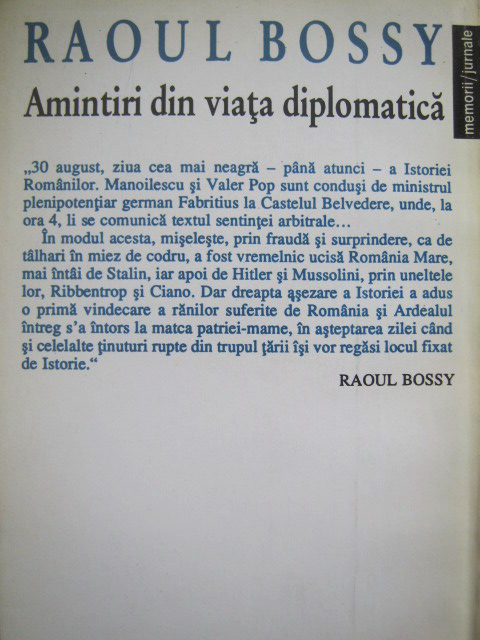 RAOUL BOSSY
Amintiri din viaţa diplomatică
memorii/jurnale
„30 august, ziua cea mai neagră – până atunci – a Istoriei
Românilor. Manoilescu şi Valer Pop sunt conduşi de ministrul
plenipotenţiar german Fabritius la Castelul Belvedere, unde, la
ora 4, li se comunică textul sentinţei arbitrale...
În modul acesta, mişeleşte, prin fraudă şi surprindere, ca de
tâlhari în miez de codru, a fost vremelnic ucisă România Mare,
mai întâi de Stalin, iar apoi de Hitler şi Mussolini, prin uneltele
lor, Ribbentrop şi Ciano. Dar dreapta aşezare a Istoriei a adus
o primă vindecare a rănilor suferite de România şi Ardealul
întreg s'a întors la matca patriei-mame, în aşteptarea zilei când
şi celelalte ţinuturi rupte din trupul ţării îşi vor regăsi locul fixat
de Istorie.“
RAOUL BOSSY